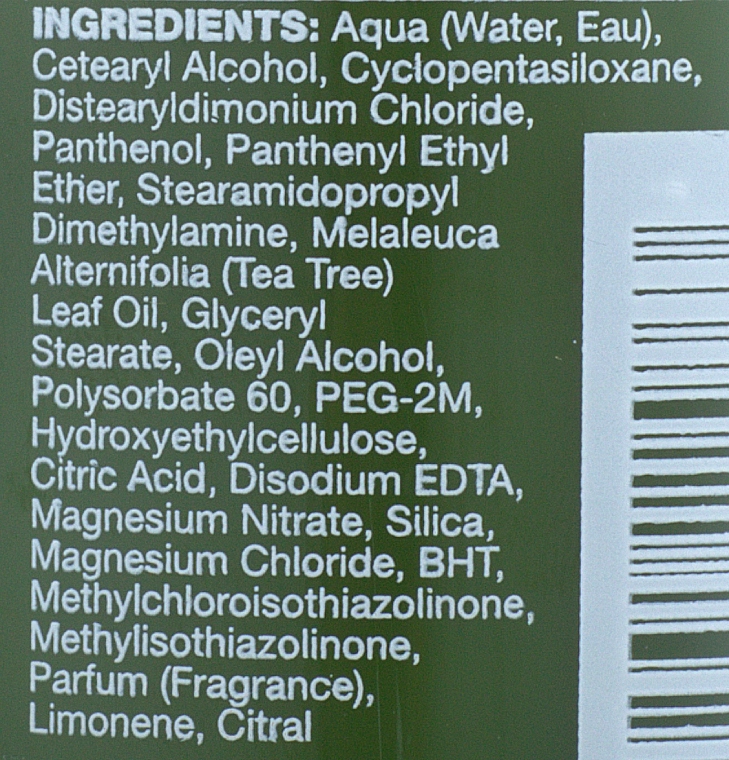 INGREDIENTS: Aqua (Water, Eau),
Cetearyl Alcohol, Cyclopentasiloxane,
Distearyldimonium Chloride,
Panthenol, Panthenyl Ethyl
Ether, Stearamidopropyl
Dimethylamine, Melaleuca
Alternifolia (Tea Tree)
Leaf Oil, Glyceryl
Stearate, Oleyl Alcohol,
Polysorbate 60, PEG-2M,
Hydroxyethylcellulose,
Citric Acid, Disodium EDTA,
Magnesium Nitrate, Silica,
Magnesium Chloride, BHT,
Methylchloroisothiazolinone,
Methylisothiazolinone,
Parfum (Fragrance),
Limonene, Citral